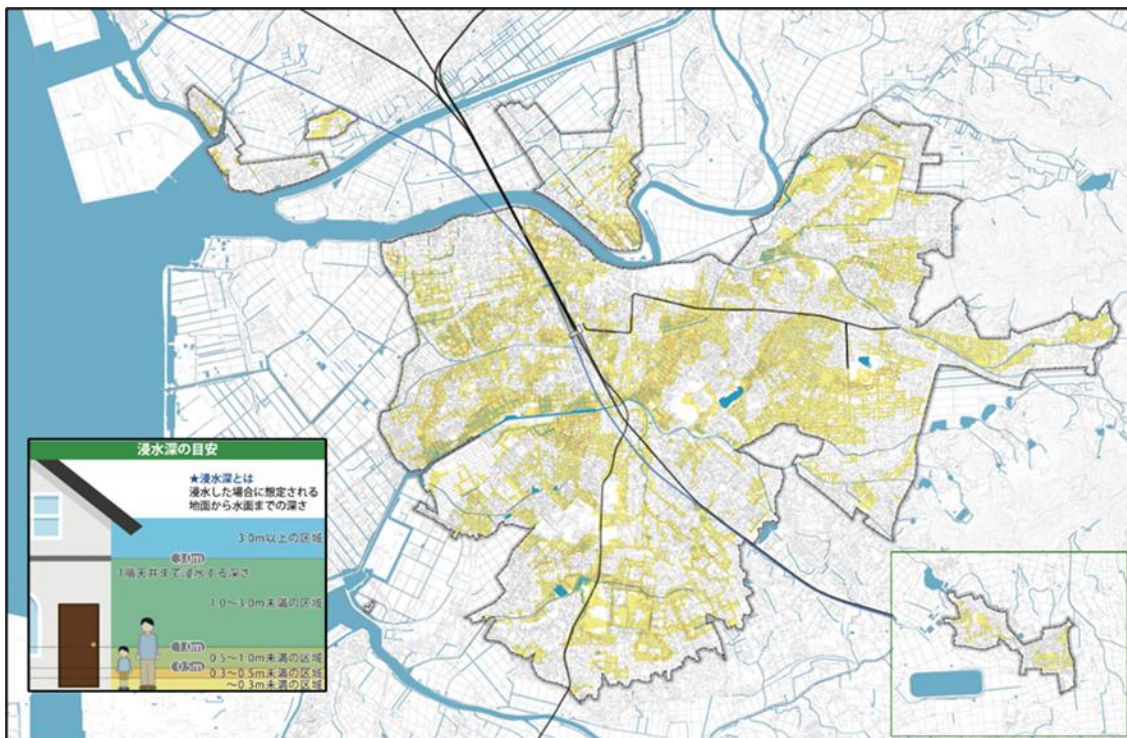 浸水深の目安
★浸水深とは
浸水した場合に想定される
地面から水面までの深さ
3.0m以上の区域
3.0m
1階天井まで浸水する深さ
1.0～3.0m未満の区域
1.0m
0.5～1.0m未満の区域
0.5m
0.3～0.5m未満の区域
～0.3m未満の区域